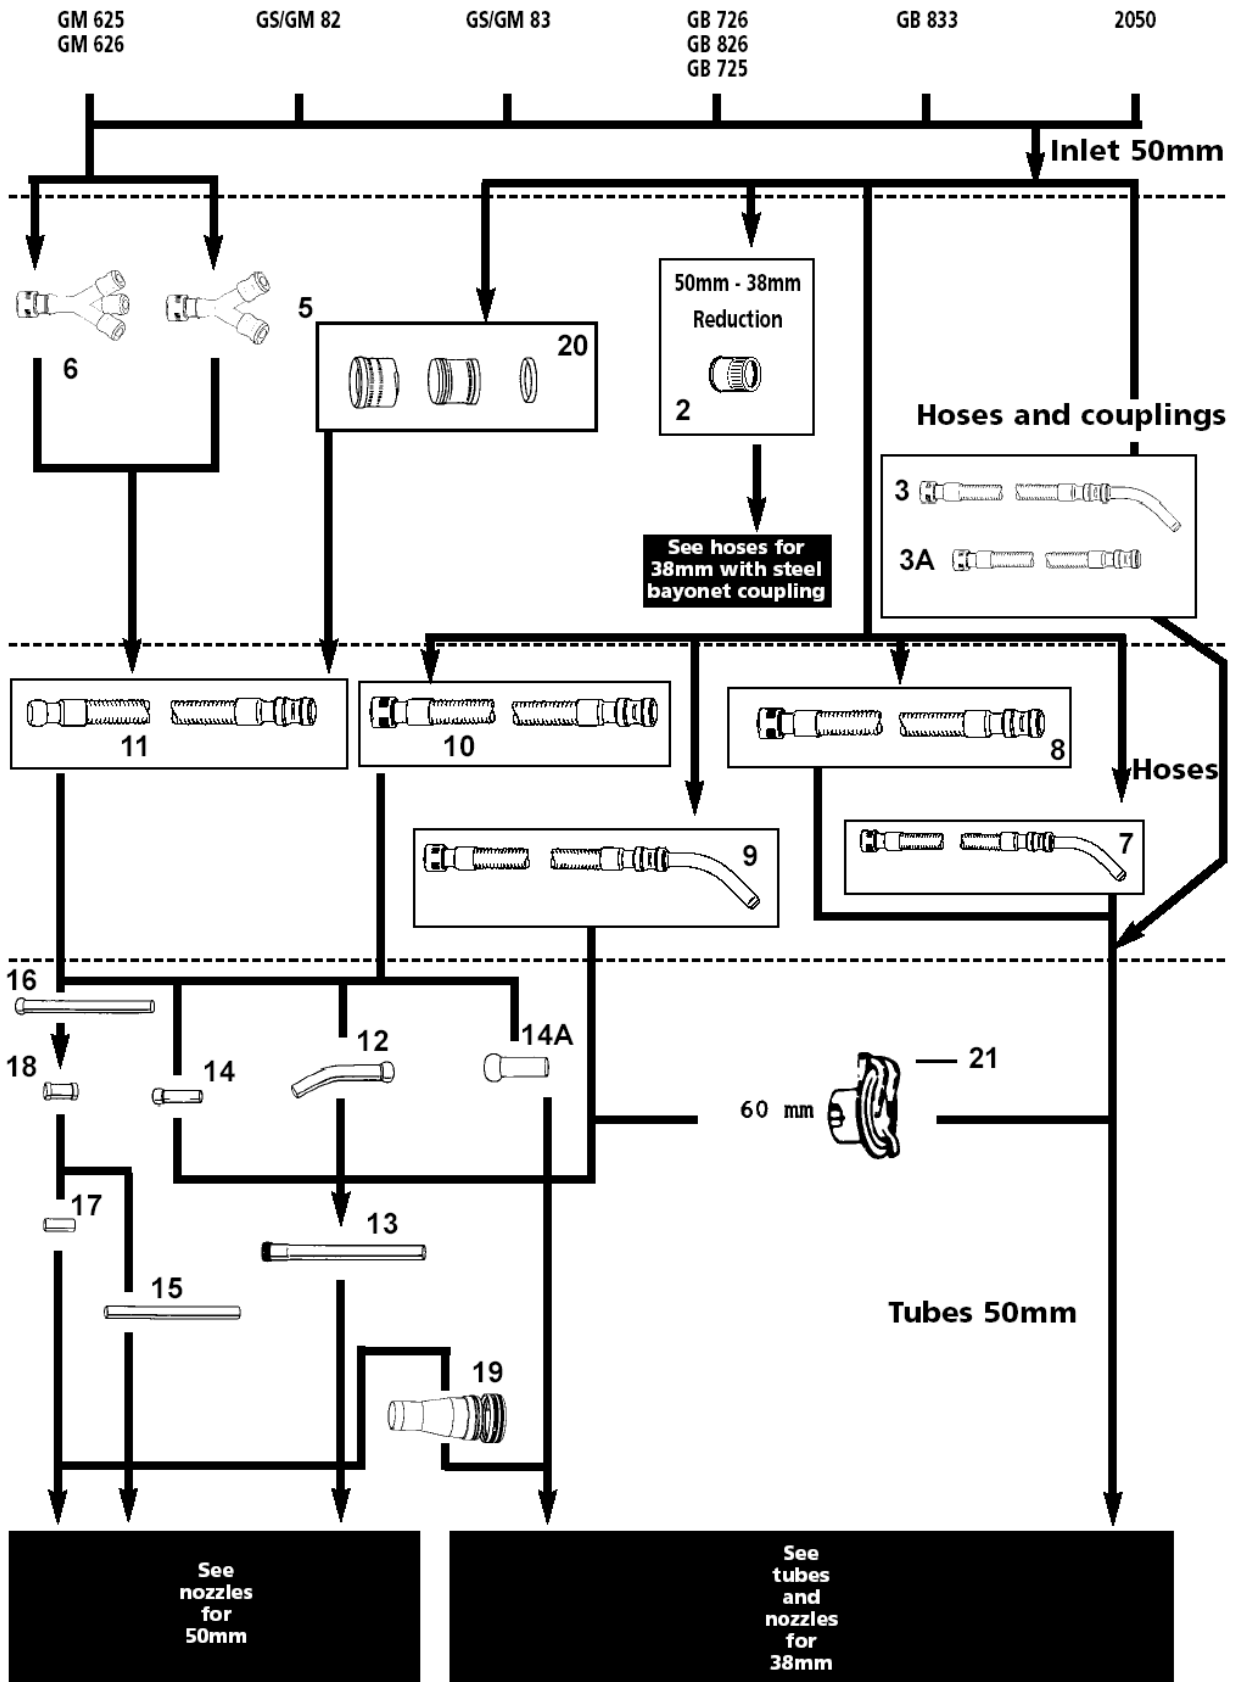 GM 625
GM 626
GS/GM 82
GS/GM 83
GB 726
GB 826
GB 725
GB 833
2050
Inlet 50mm
5
20
6
50mm - 38mm
Reduction
2
Hoses and couplings
3
3A
See hoses for
38mm with steel
bayonet coupling
11
10
8
Hoses
9
7
16
18
14
12
14A
21
60 mm
17
13
15
Tubes 50mm
19
See
nozzles
for
50mm
See
tubes
and
nozzles
for
38mm